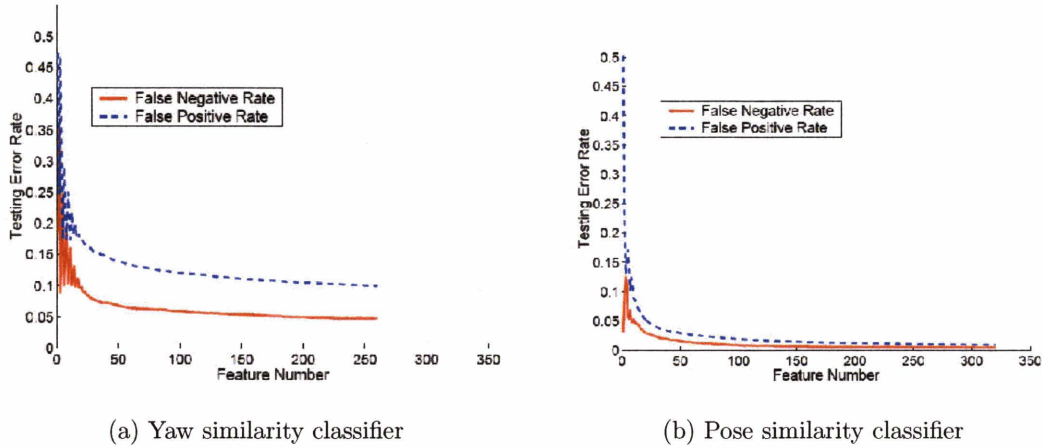 0.5
0.45
0.4
0.35
0.3
0.25
0.2
0.15
0.1
0.05
0
Testing Error Rate
False Negative Rate
False Positive Rate
0 50 100 150 200 250 300 350
Feature Number
(a) Yaw similarity classifier
0.5
0.45
0.4
0.35
0.3
0.25
0.2
0.15
0.1
0.05
0
Testing Error Rate
False Negative Rate
False Positive Rate
0 50 100 150 200 250 300 350
Feature Number
(b) Pose similarity classifier